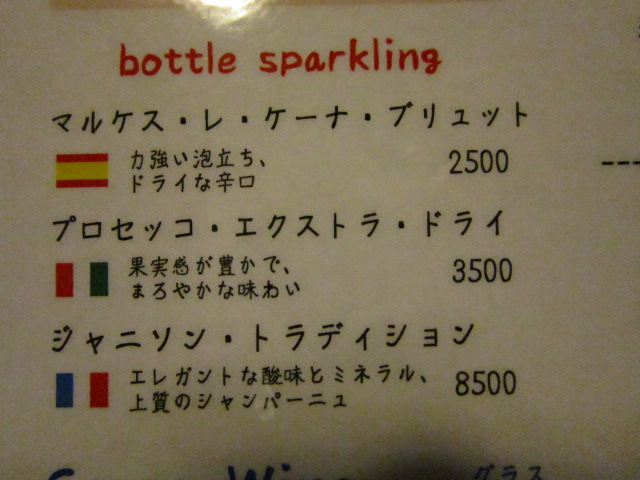 bottle sparkling
マルケス・レ・ケーナ・ブリュット
力強い泡立ち、
ドライな辛口
2500
プロセッコ・エクストラ・ドライ
果実感が豊かで、
まろやかな味わい
3500
ジャニソン・トラディション
エレガントな酸味とミネラル、
上質のシャンパーニュ
8500
グラス